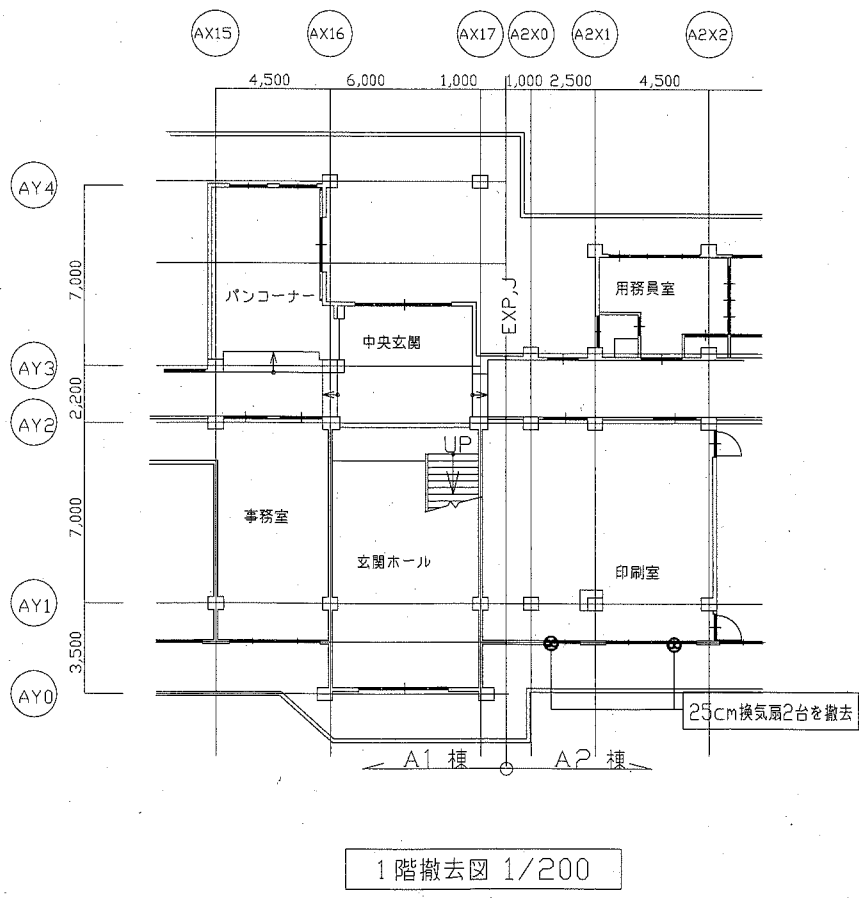 AX15 AX16 AX17 A2X0 A2X1 A2X2
4,500 6,000 1,000 1,000 2,500 4,500
AY4
7,000
パンコーナー
EXP,J
用務員室
中央玄関
AY3
2,200
AY2
UP
7,000
事務室
玄関ホール
印刷室
AY1
3,500
AY0
25cm換気扇2台を撤去
A1 棟 A2 棟
1階撤去図 1/200